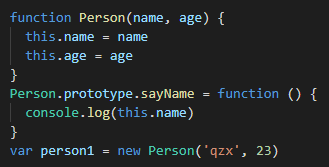 function Person(name, age) {
  this.name = name
  this.age = age
}
Person.prototype.sayName = function () {
  console.log(this.name)
}
var person1 = new Person('qzx', 23)